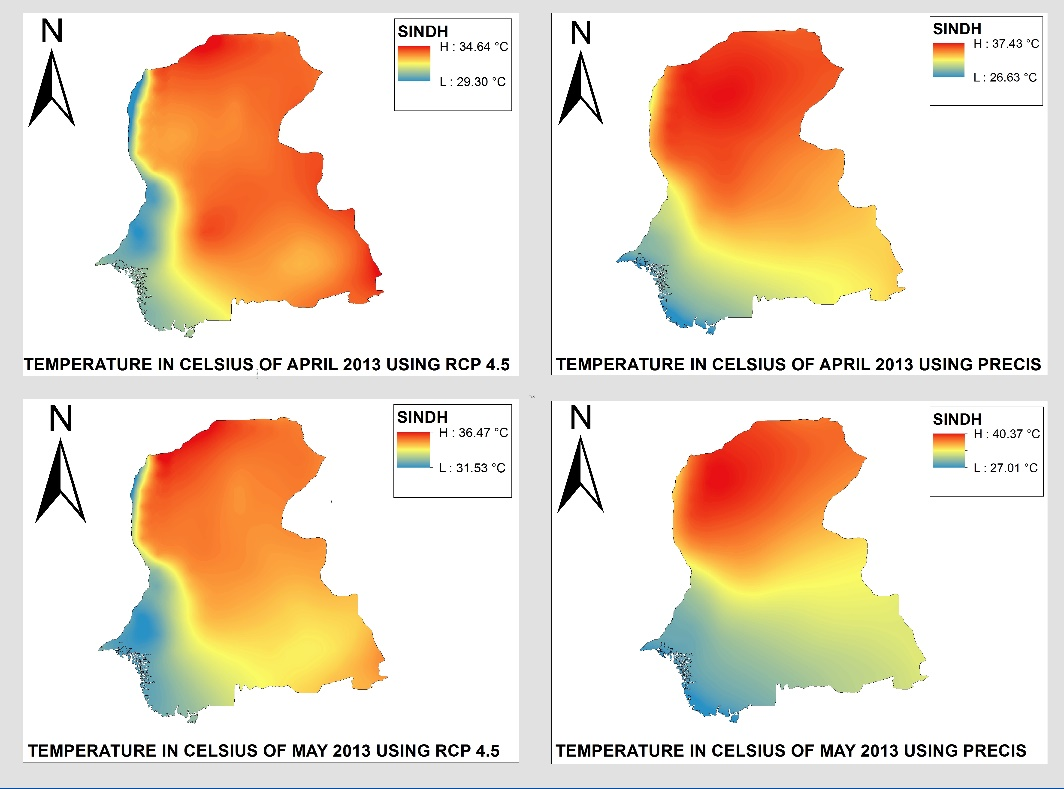 N
SINDH
H : 34.64 °C
L : 29.30 °C
TEMPERATURE IN CELSIUS OF APRIL 2013 USING RCP 4.5
N
SINDH
H : 37.43 °C
L : 26.63 °C
TEMPERATURE IN CELSIUS OF APRIL 2013 USING PRECIS
N
SINDH
H : 36.47 °C
L : 31.53 °C
TEMPERATURE IN CELSIUS OF MAY 2013 USING RCP 4.5
N
SINDH
H : 40.37 °C
L : 27.01 °C
TEMPERATURE IN CELSIUS OF MAY 2013 USING PRECIS